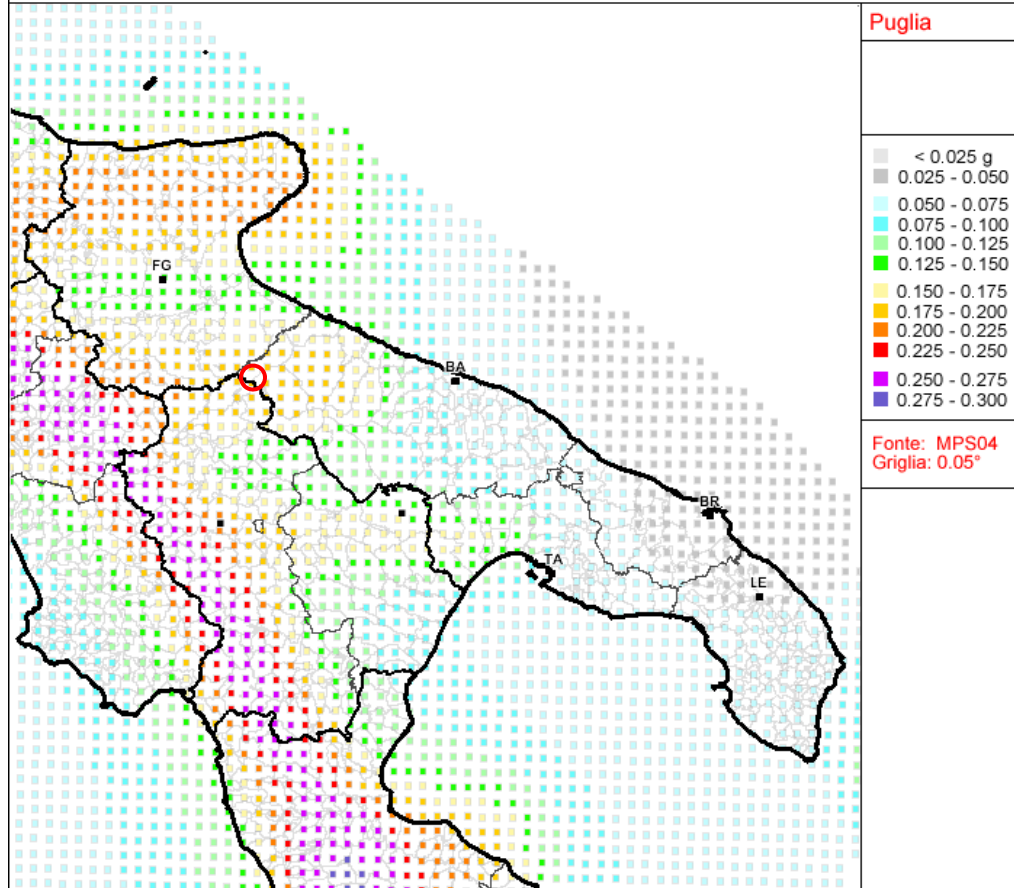 Puglia
< 0.025 g
0.025 - 0.050
0.050 - 0.075
0.075 - 0.100
0.100 - 0.125
0.125 - 0.150
0.150 - 0.175
0.175 - 0.200
0.200 - 0.225
0.225 - 0.250
0.250 - 0.275
0.275 - 0.300
Fonte: MPS04
Griglia: 0.05°
FG
BA
BR
TA
LE